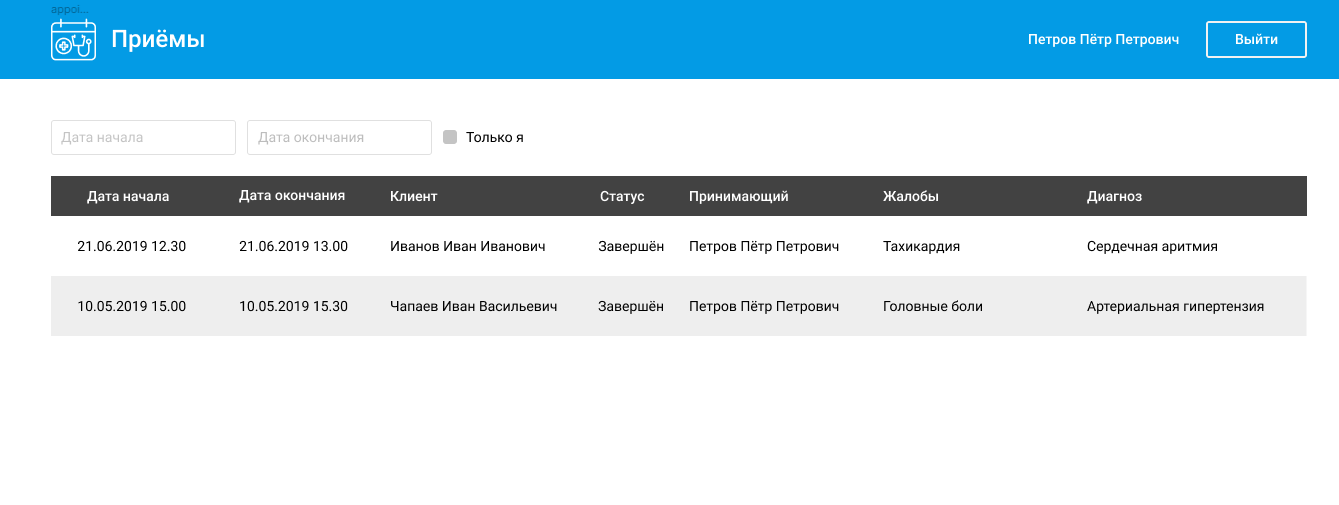 appoi...
Приёмы Петров Пётр Петрович Выйти
Дата начала Дата окончания Только я
Дата начала Дата окончания Клиент Статус Принимающий Жалобы Диагноз
21.06.2019 12.30 21.06.2019 13.00 Иванов Иван Иванович Завершён Петров Пётр Петрович Тахикардия Сердечная аритмия
10.05.2019 15.00 10.05.2019 15.30 Чапаев Иван Васильевич Завершён Петров Пётр Петрович Головные боли Артериальная гипертензия